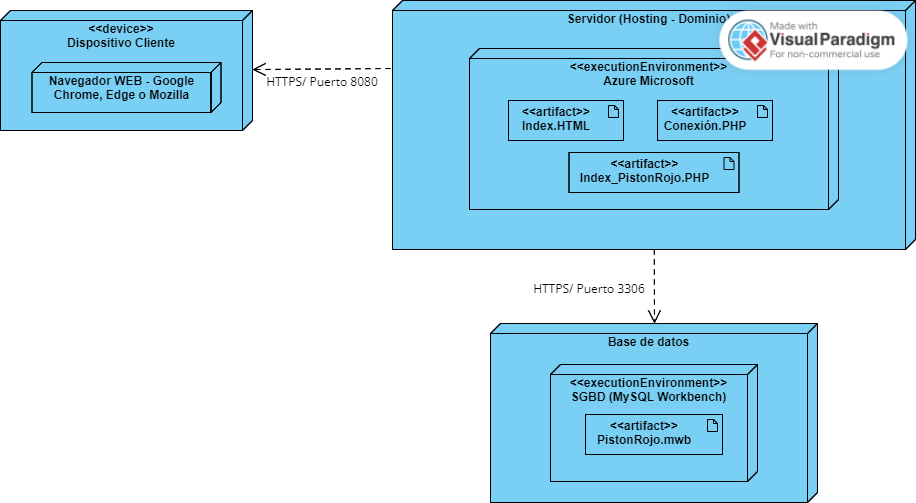 <<device>>
Dispositivo Cliente
Navegador WEB - Google
Chrome, Edge o Mozilla
HTTPS/ Puerto 8080
Servidor (Hosting - Dominio)
Made with
Visual Paradigm
For non-commercial use
<<executionEnvironment>>
Azure Microsoft
<<artifact>>
Index.HTML
<<artifact>>
Conexión.PHP
<<artifact>>
Index_PistonRojo.PHP
HTTPS/ Puerto 3306
Base de datos
<<executionEnvironment>>
SGBD (MySQL Workbench)
<<artifact>>
PistonRojo.mwb